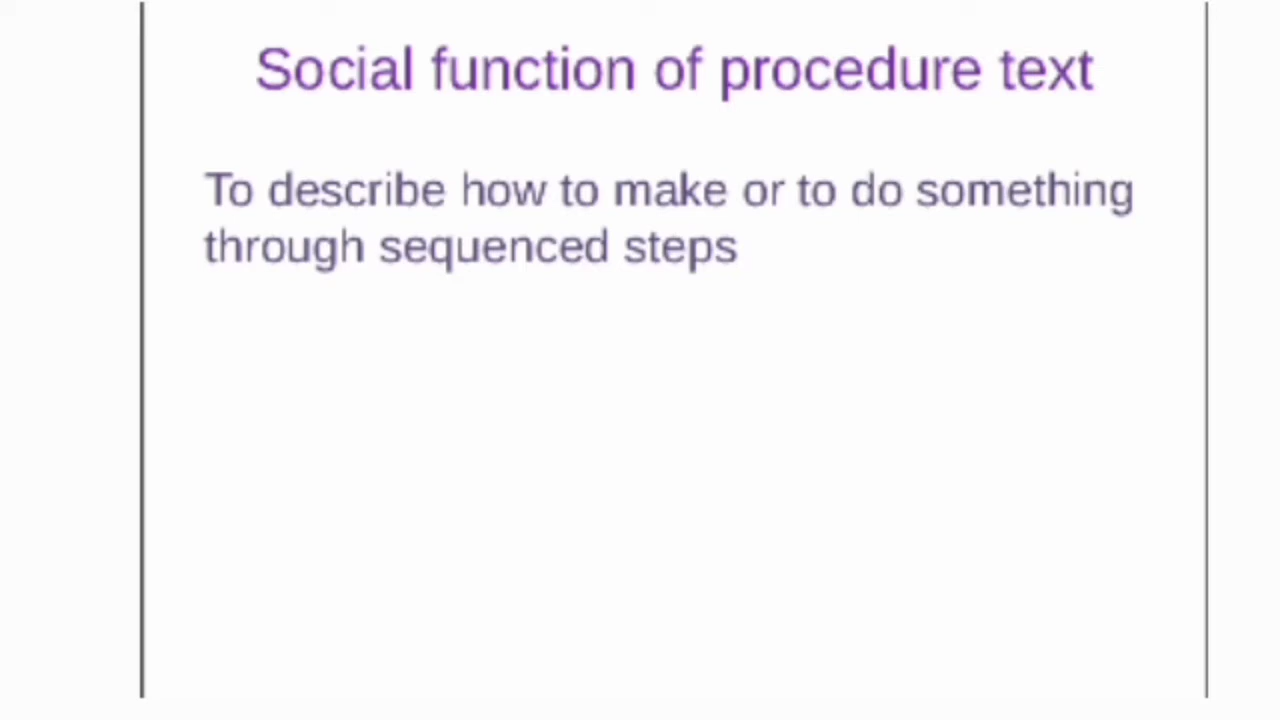 Social function of procedure text
To describe how to make or to do something
through sequenced steps